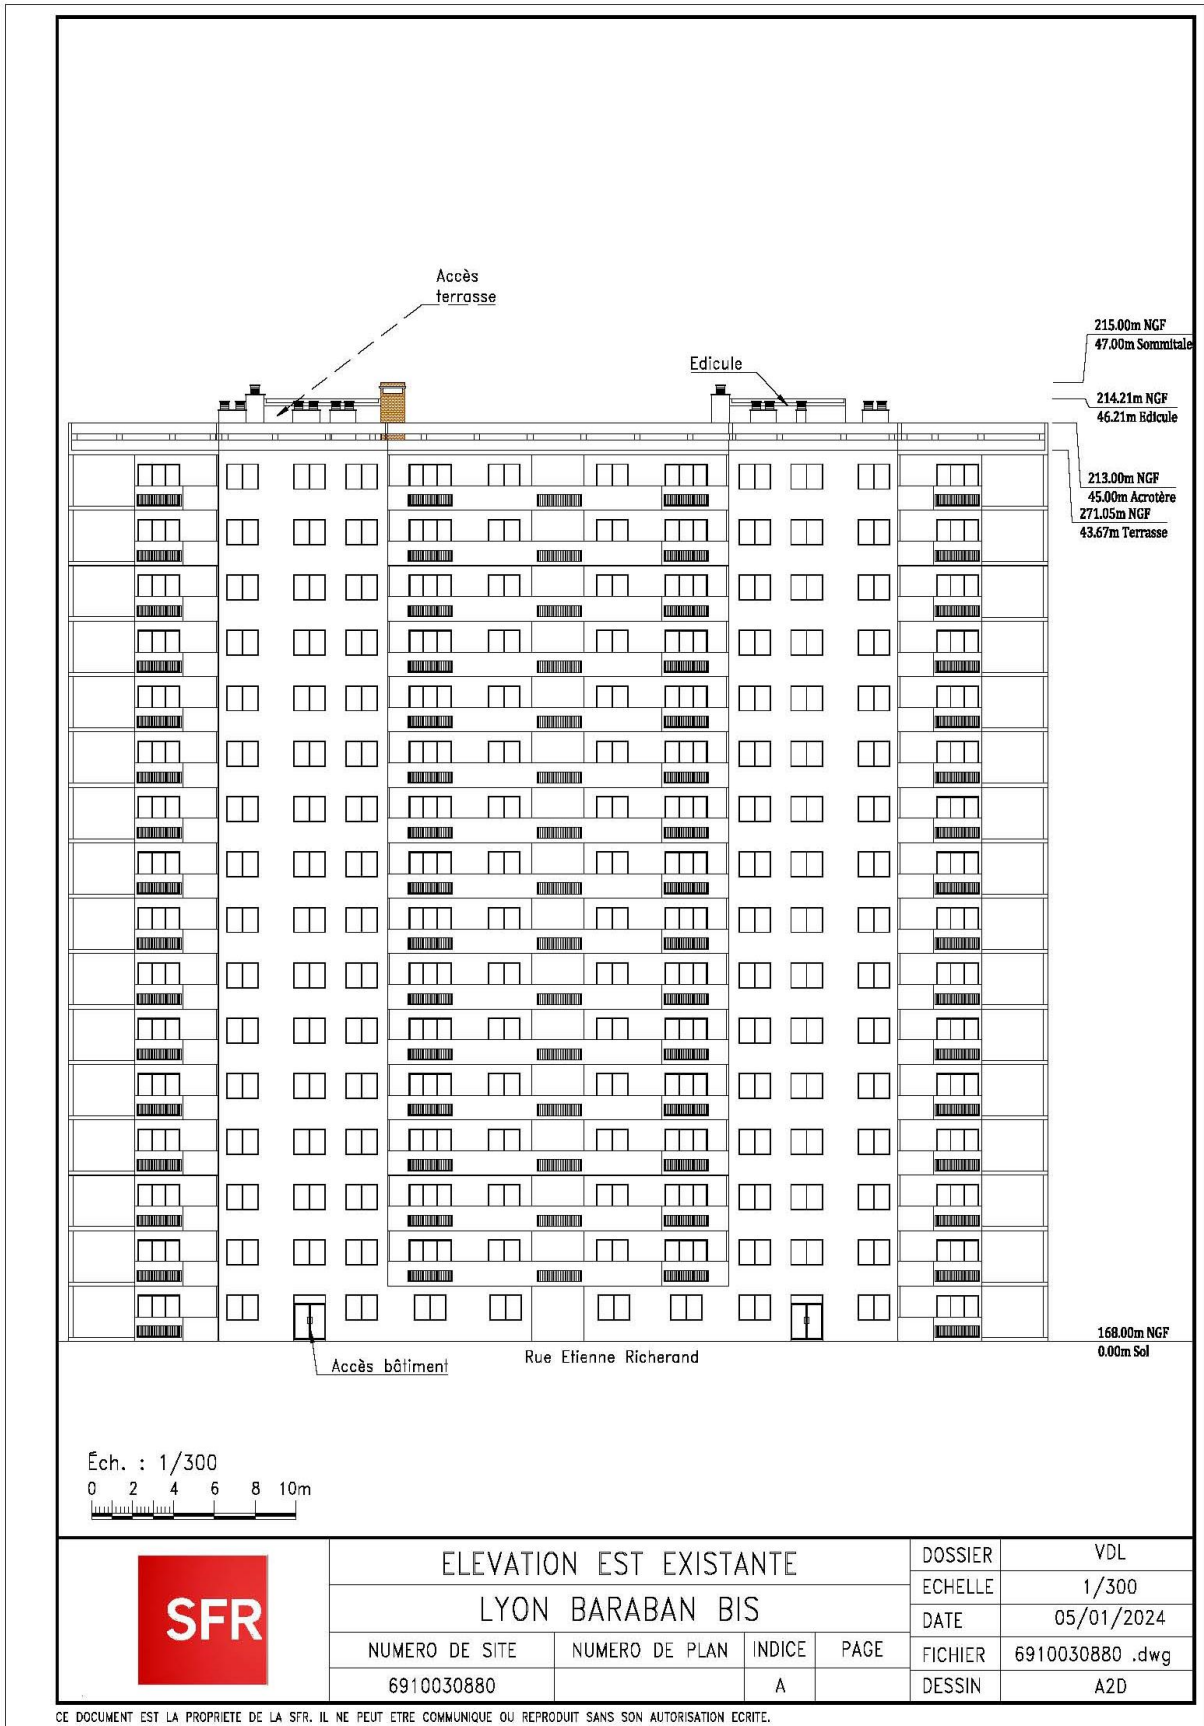 Accès
terrasse
215.00m NGF
47.00m Sommitale
Edicule
214.21m NGF
46.21m Edicule
213.00m NGF
45.00m Acrotère
271.05m NGF
43.67m Terrasse
168.00m NGF
0.00m Sol
Rue Etienne Richerand
Accès bâtiment
Éch. : 1/300
0 2 4 6 8 10m
SFR
ELEVATION EST EXISTANTE
LYON BARABAN BIS
NUMERO DE SITE NUMERO DE PLAN INDICE PAGE
6910030880 A
DOSSIER VDL
ECHELLE 1/300
DATE 05/01/2024
FICHIER 6910030880 .dwg
DESSIN A2D
CE DOCUMENT EST LA PROPRIETE DE LA SFR. IL NE PEUT ETRE COMMUNIQUE OU REPRODUIT SANS SON AUTORISATION ECRITE.